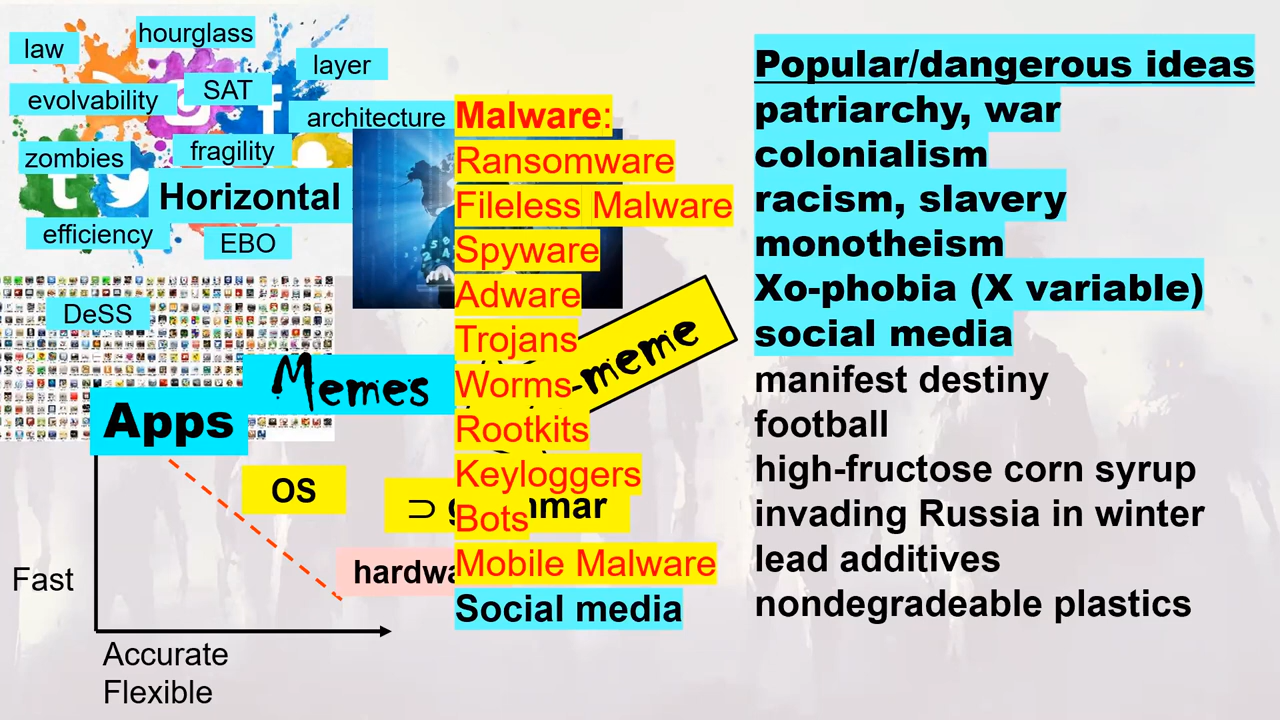 law
hourglass
layer
evolvability
SAT
architecture
zombies
fragility
Horizontal
efficiency
EBO
DeSS
Memes
Apps
OS
Fast
Accurate
Flexible
Malware:
Ransomware
Fileless Malware
Spyware
Adware
Trojans
Worms
Rootkits
Keyloggers
Bots
Mobile Malware
Social media
-meme
Popular/dangerous ideas
patriarchy, war
colonialism
racism, slavery
monotheism
Xo-phobia (X variable)
social media
manifest destiny
football
high-fructose corn syrup
invading Russia in winter
lead additives
nondegradeable plastics